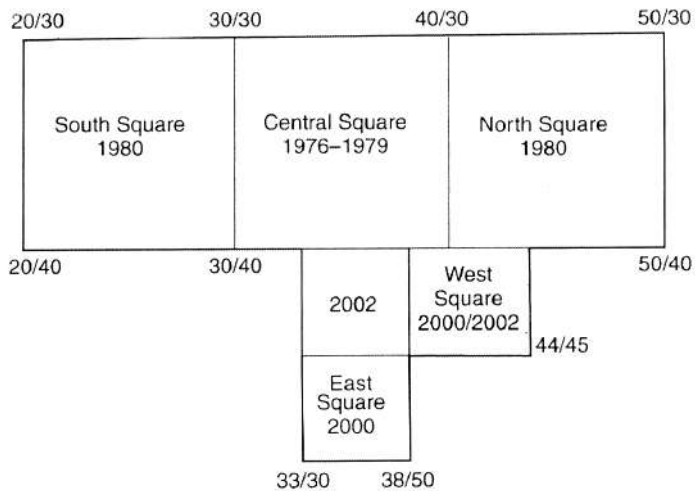 20/30 30/30 40/30 50/30
South Square
1980
Central Square
1976–1979
North Square
1980
20/40 30/40 50/40
2002
West
Square
2000/2002
44/45
East
Square
2000
33/30 38/50